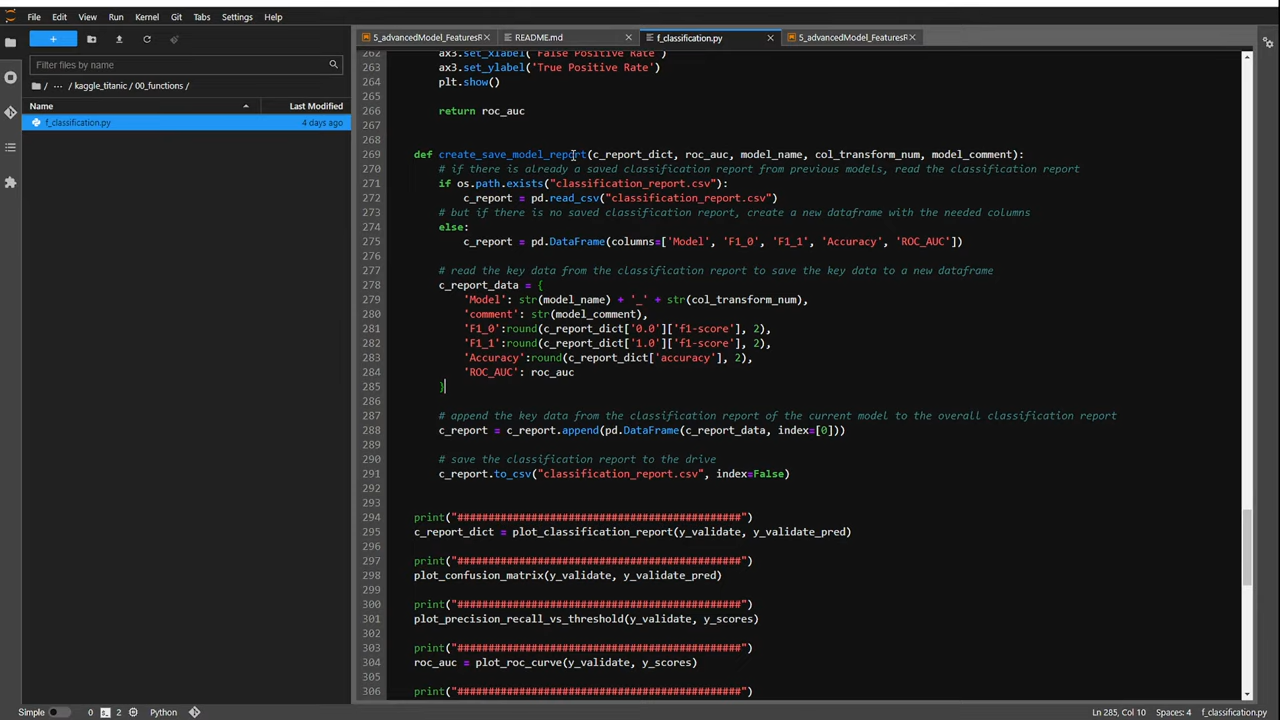 File Edit View Run Kernel Git Tabs Settings Help
5_advancedModel_FeaturesR
README.md
f_classification.py
5_advancedModel_FeaturesR
Filter files by name
/ ... / kaggle_titanic / 00_functions /
Name Last Modified
f_classification.py 4 days ago
262 ax3.set_xlabel('False Positive Rate')
263 ax3.set_ylabel('True Positive Rate')
264 plt.show()
265
266 return roc_auc
267
268
269 def create_save_model_report(c_report_dict, roc_auc, model_name, col_transform_num, model_comment):
270 # if there is already a saved classification report from previous models, read the classification report
271 if os.path.exists("classification_report.csv"):
272 c_report = pd.read_csv("classification_report.csv")
273 # but if there is no saved classification report, create a new dataframe with the needed columns
274 else:
275 c_report = pd.DataFrame(columns=['Model', 'F1_0', 'F1_1', 'Accuracy', 'ROC_AUC'])
276
277 # read the key data from the classification report to save the key data to a new dataframe
278 c_report_data = {
279 'Model': str(model_name) + '_' + str(col_transform_num),
280 'comment': str(model_comment),
281 'F1_0':round(c_report_dict['0.0']['f1-score'], 2),
282 'F1_1':round(c_report_dict['1.0']['f1-score'], 2),
283 'Accuracy':round(c_report_dict['accuracy'], 2),
284 'ROC_AUC': roc_auc
285 }
286
287 # append the key data from the classification report of the current model to the overall classification report
288 c_report = c_report.append(pd.DataFrame(c_report_data, index=[0]))
289
290 # save the classification report to the drive
291 c_report.to_csv("classification_report.csv", index=False)
292
293
294 print("##############################################")
295 c_report_dict = plot_classification_report(y_validate, y_validate_pred)
296
297 print("##############################################")
298 plot_confusion_matrix(y_validate, y_validate_pred)
299
300 print("##############################################")
301 plot_precision_recall_vs_threshold(y_validate, y_scores)
302
303 print("##############################################")
304 roc_auc = plot_roc_curve(y_validate, y_scores)
305
306 print("##############################################")
Simple 0 2 Python Ln 285, Col 10 Spaces: 4 f_classification.py